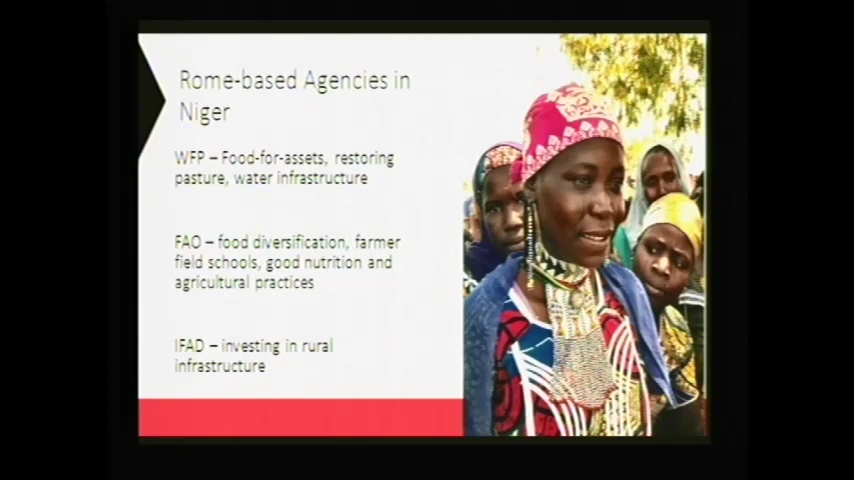 Rome-based Agencies in
Niger
WFP – Food-for-assets, restoring
pasture, water infrastructure
FAO – food diversification, farmer
field schools, good nutrition and
agricultural practices
IFAD – investing in rural
infrastructure